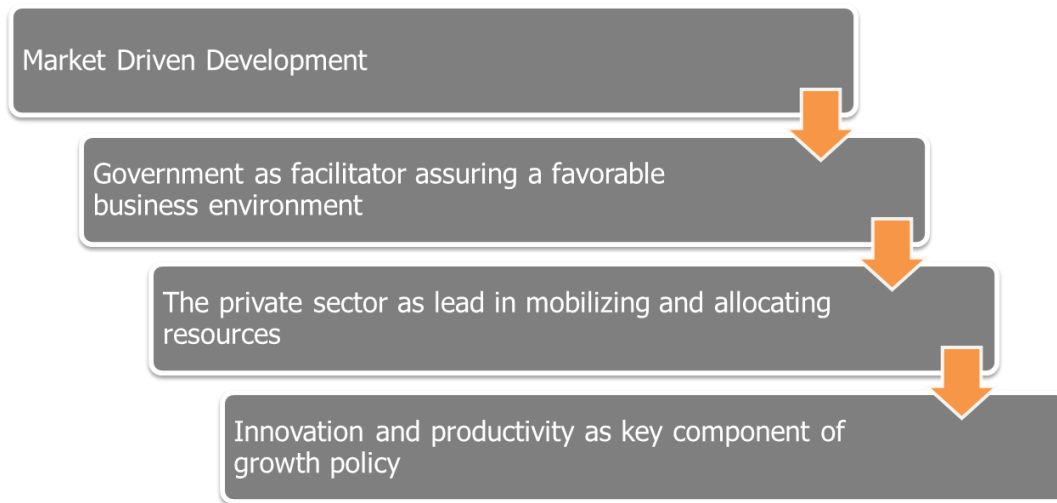 Market Driven Development
Government as facilitator assuring a favorable
business environment
The private sector as lead in mobilizing and allocating
resources
Innovation and productivity as key component of
growth policy